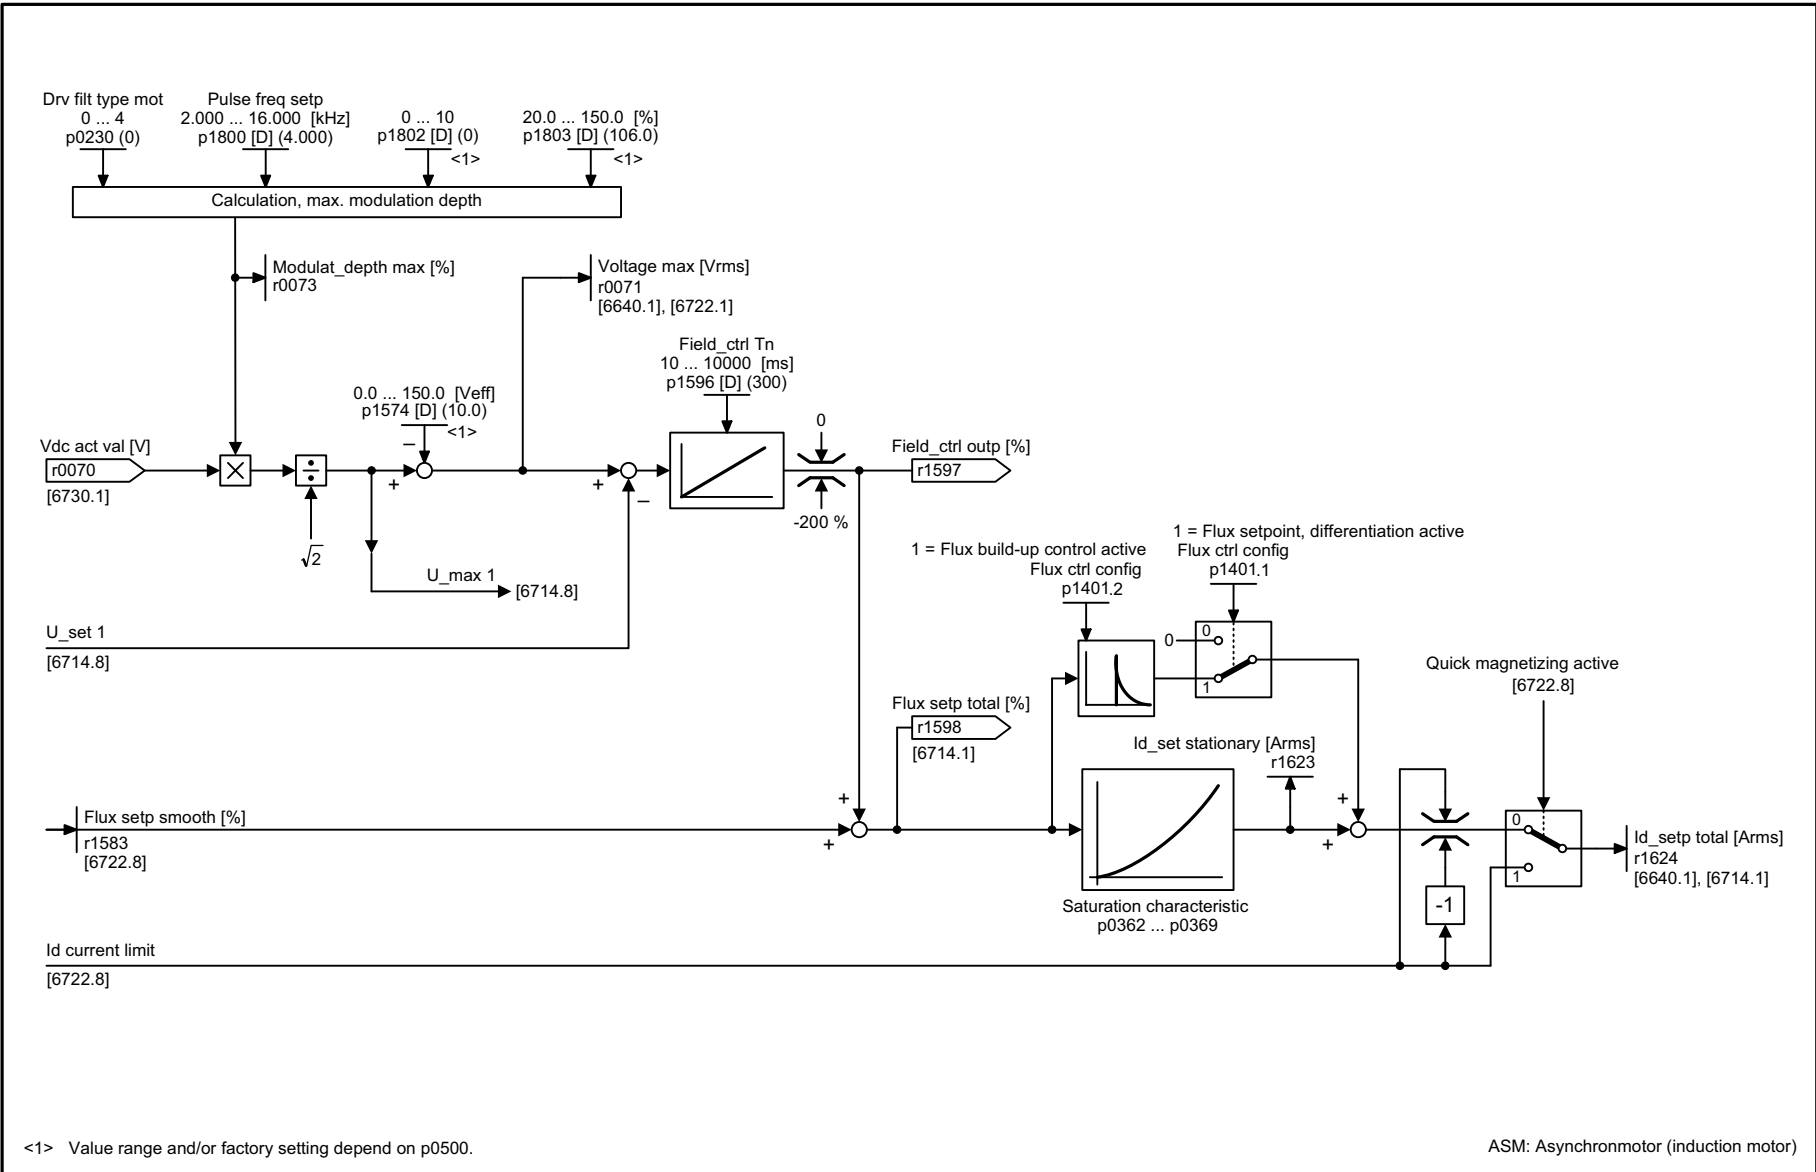 Drv filt type mot
0 ... 4
p0230 (0)
Pulse freq setp
2.000 ... 16.000 [kHz]
p1800 [D] (4.000)
0 ... 10
p1802 [D] (0)
<1>
20.0 ... 150.0 [%]
p1803 [D] (106.0)
<1>
Calculation, max. modulation depth
Modulat_depth max [%]
r0073
Voltage max [Vrms]
r0071
[6640.1], [6722.1]
Field_ctrl Tn
10 ... 10000 [ms]
p1596 [D] (300)
0.0 ... 150.0 [Veff]
p1574 [D] (10.0)
<1>
–
0
Vdc act val [V]
r0070
[6730.1]
×
÷
√2
+
+
–
Field_ctrl outp [%]
r1597
-200 %
U_max 1
[6714.8]
U_set 1
[6714.8]
1 = Flux build-up control active
Flux ctrl config
p1401.2
1 = Flux setpoint, differentiation active
Flux ctrl config
p1401.1
0
0
1
Quick magnetizing active
[6722.8]
Flux setp total [%]
r1598
[6714.1]
Id_set stationary [Arms]
r1623
+
+
Flux setp smooth [%]
r1583
[6722.8]
+
+
Saturation characteristic
p0362 ... p0369
0
1
-1
Id_setp total [Arms]
r1624
[6640.1], [6714.1]
Id current limit
[6722.8]
<1> Value range and/or factory setting depend on p0500.
ASM: Asynchronmotor (induction motor)